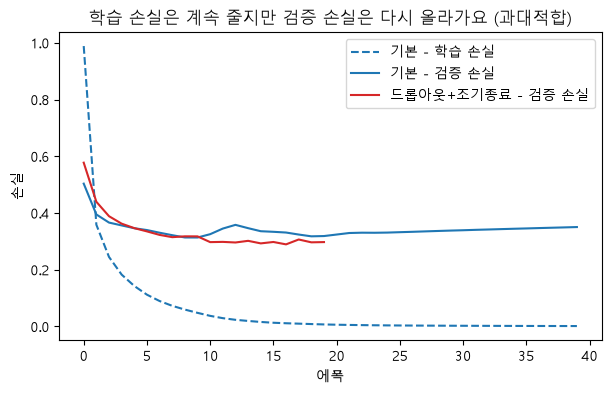 학습 손실은 계속 줄지만 검증 손실은 다시 올라가요 (과대적합)
기본 - 학습 손실
기본 - 검증 손실
드롭아웃+조기종료 - 검증 손실
손실
1.0
0.8
0.6
0.4
0.2
0.0
0 5 10 15 20 25 30 35 40
에폭